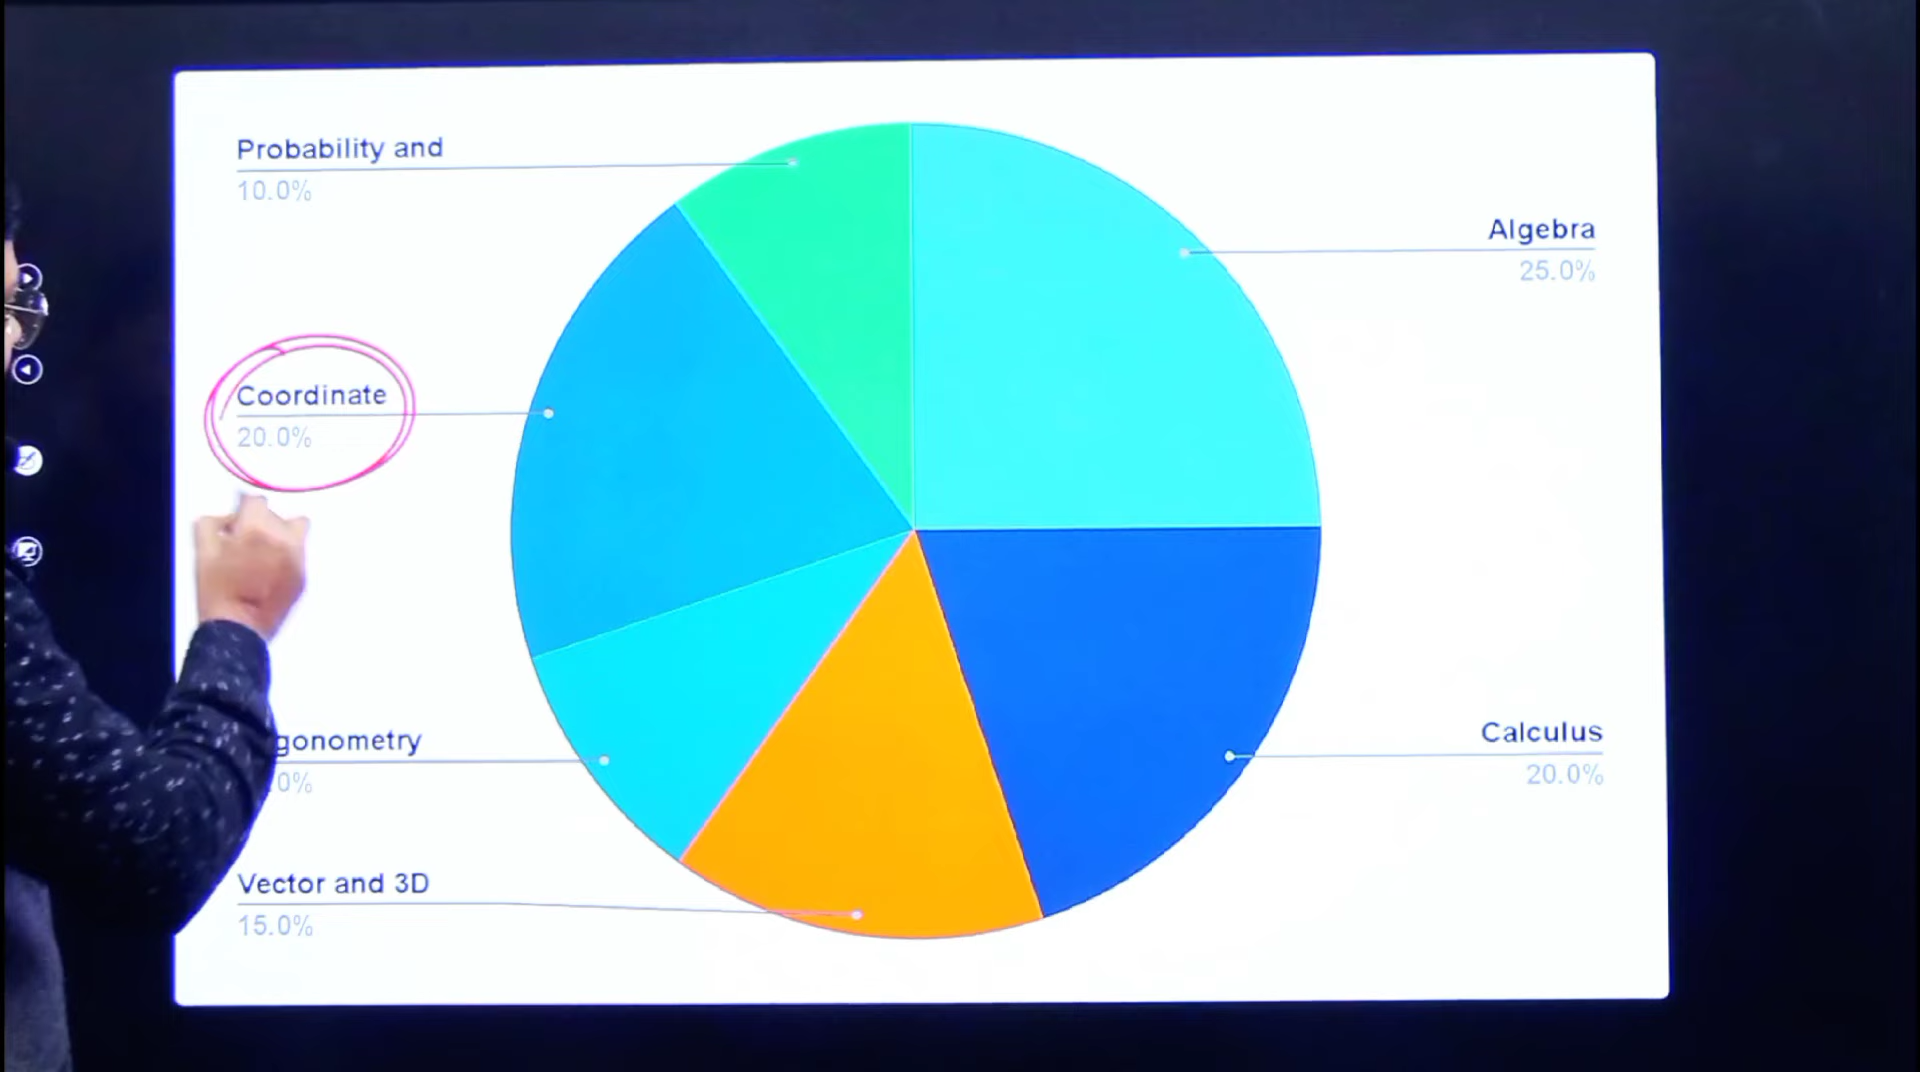 Probability and
10.0%
Algebra
25.0%
Coordinate
20.0%
gonometry
0%
Calculus
20.0%
Vector and 3D
15.0%